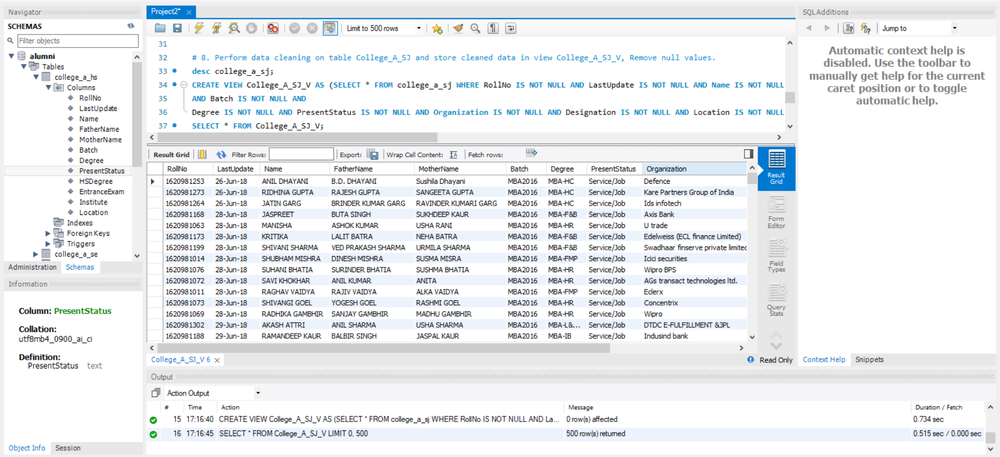 Navigator
SCHEMAS
Filter objects
alumni
Tables
college_a_hs
Columns
RollNo
LastUpdate
Name
FatherName
MotherName
Batch
Degree
PresentStatus
HSDegree
EntranceExam
Institute
Location
Indexes
Foreign Keys
Triggers
college_a_se
Administration Schemas
Information
Column: PresentStatus
Collation:
utf8mb4_0900_ai_ci
Definition:
PresentStatus text
Object Info Session
Project2*
Limit to 500 rows
31
32 # 8. Perform data cleaning on table College_A_SJ and store cleaned data in view College_A_SJ_V, Remove null values.
33 desc college_a_sj;
34 CREATE VIEW College_A_SJ_V AS (SELECT * FROM college_a_sj WHERE RollNo IS NOT NULL AND LastUpdate IS NOT NULL AND Name IS NOT NULL
35 AND Batch IS NOT NULL AND
36 Degree IS NOT NULL AND PresentStatus IS NOT NULL AND Organization IS NOT NULL AND Designation IS NOT NULL AND Location IS NOT NULL
37 SELECT * FROM College_A_SJ_V;
Result Grid Filter Rows: Export: Wrap Cell Content: Fetch rows:
RollNo LastUpdate Name FatherName MotherName Batch Degree PresentStatus Organization
1620981253 26-Jun-18 ANIL DHAYANI B.D. DHAYANI Sushila Dhayani MBA2016 MBA-HC Service/Job Defence
1620981273 26-Jun-18 RIDHINA GUPTA RAJESH GUPTA SANGEETA GUPTA MBA2016 MBA-HC Service/Job Kare Partners Group of India
1620981264 26-Jun-18 JATIN GARG BRINDER KUMAR GARG RAVINDER KUMARI GARG MBA2016 MBA-HC Service/Job Ids infotech
1620981168 28-Jun-18 JASPREET BUTA SINGH SUKHDEEP KAUR MBA2016 MBA-F&B Service/Job Axis Bank
1620981063 28-Jun-18 MANISHA ASHOK KUMAR USHA RANI MBA2016 MBA-HR Service/Job U trade
1620981173 28-Jun-18 KRITIKA LALIT BATRA NEHA BATRA MBA2016 MBA-F&B Service/Job Edelweiss (ECL finance Limited)
1620981199 28-Jun-18 SHIVANI SHARMA VED PRAKASH SHARMA URMILA SHARMA MBA2016 MBA-F&B Service/Job Swadhaar finserve private limited
1620981014 28-Jun-18 SHUBHAM MISHRA DINESH MISHRA SUSMA MISRA MBA2016 MBA-FMP Service/Job Icici securities
1620981076 28-Jun-18 SUHANI BHATIA SURINDER BHATIA SUSHMA BHATIA MBA2016 MBA-HR Service/Job Wipro BPS
1620981072 28-Jun-18 SAVI KHOKHAR ANIL KUMAR ANITA MBA2016 MBA-HR Service/Job AGs transact technologies ltd.
1620981011 28-Jun-18 RAGHAV VAIDYA RAJIV VAIDYA ALKA VAIDYA MBA2016 MBA-FMP Service/Job Eclerx
1620981073 28-Jun-18 SHIVANGI GOEL YOGESH GOEL RASHMI GOEL MBA2016 MBA-HR Service/Job Concentrix
1620981069 28-Jun-18 RADHIKA GAMBHIR SANJAY GAMBHIR MADHU GAMBHIR MBA2016 MBA-HR Service/Job Wipro
1620981302 29-Jun-18 AKASH ATTRI ANIL SHARMA USHA SHARMA MBA2016 MBA-L&... Service/Job DTDC E-FULFILLMENT &3PL
1620981188 29-Jun-18 RAMANDEEP KAUR BALBIR SINGH JASPAL KAUR MBA2016 MBA-IB Service/Job Indusind bank
College_A_SJ_V 6
Read Only
Result
Grid
Form
Editor
Field
Types
Query
Stats
Output
Action Output
# Time Action Message Duration / Fetch
15 17:16:40 CREATE VIEW College_A_SJ_V AS (SELECT * FROM college_a_sj WHERE RollNo IS NOT NULL AND La... 0 row(s) affected 0.734 sec
16 17:16:45 SELECT * FROM College_A_SJ_V LIMIT 0, 500 500 row(s) returned 0.515 sec / 0.000 sec
SQLAdditions
Jump to
Automatic context help is
disabled. Use the toolbar to
manually get help for the current
caret position or to toggle
automatic help.
Context Help Snippets